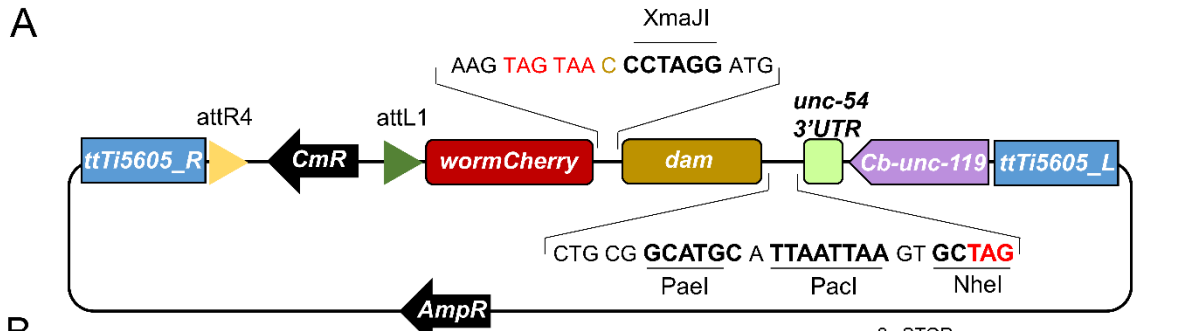 A
XmaJI
AAG TAG TAA C CCTAGG ATG
unc-54
3'UTR
attR4
attL1
ttTi5605_R
CmR
wormCherry
dam
Cb-unc-119
ttTi5605_L
CTG CG GCATGC A TTAATTAA GT GCTAG
PaeI
PacI
NheI
AmpR